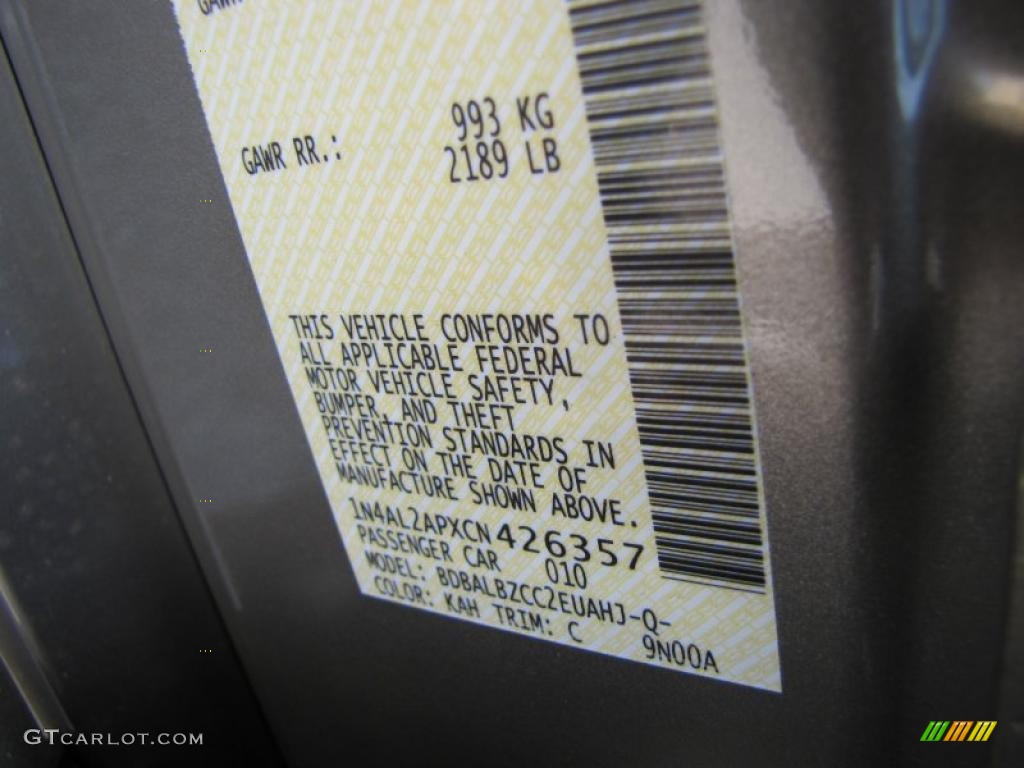 GAWR
993 KG
GAWR RR.: 2189 LB
THIS VEHICLE CONFORMS TO
ALL APPLICABLE FEDERAL
MOTOR VEHICLE SAFETY,
BUMPER, AND THEFT
PREVENTION STANDARDS IN
EFFECT ON THE DATE OF
MANUFACTURE SHOWN ABOVE.
1N4AL2APXCN426357
PASSENGER CAR 010
MODEL: BDBALBZCC2EUAHJ-Q-
COLOR: KAH TRIM: C 9N00A
GTCARLOT.COM